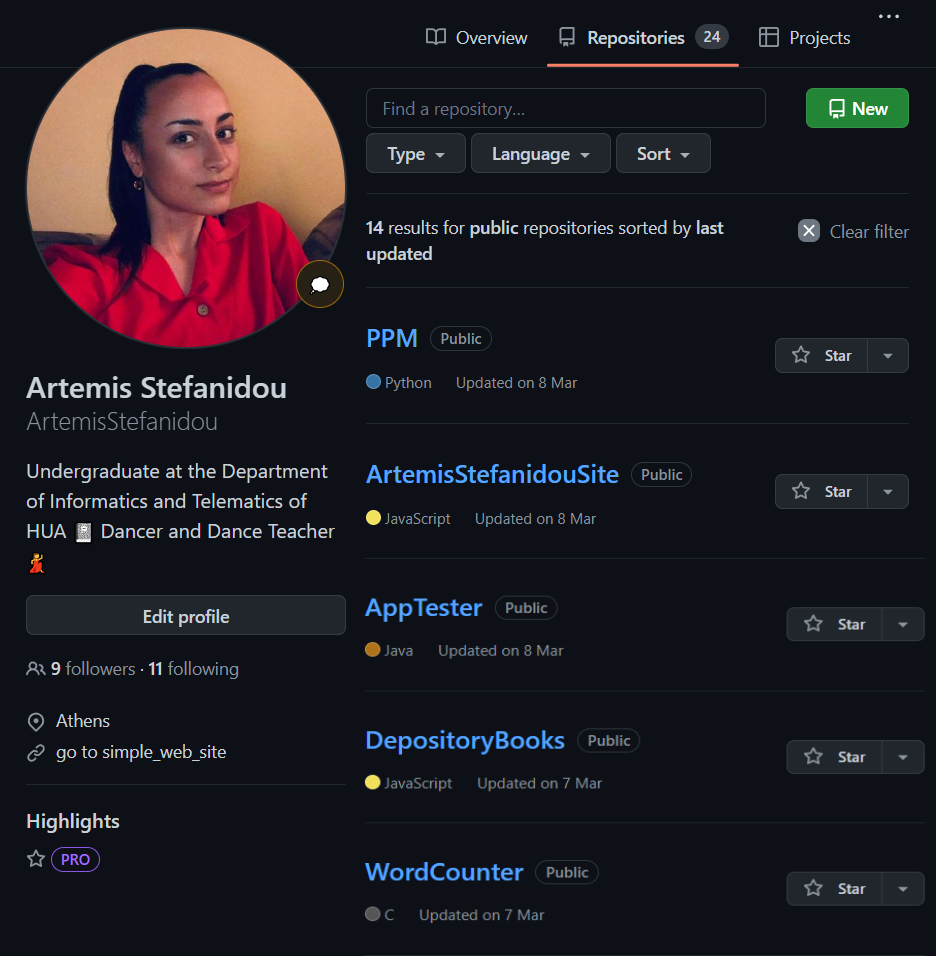 Overview
Repositories 24
Projects
Find a repository...
New
Type
Language
Sort
14 results for public repositories sorted by last
updated
Clear filter
Artemis Stefanidou
ArtemisStefanidou
Undergraduate at the Department
of Informatics and Telematics of
HUA 📓 Dancer and Dance Teacher
💃
Edit profile
9 followers · 11 following
Athens
go to simple_web_site
Highlights
PRO
PPM Public
Star
Python Updated on 8 Mar
ArtemisStefanidouSite Public
Star
JavaScript Updated on 8 Mar
AppTester Public
Star
Java Updated on 8 Mar
DepositoryBooks Public
Star
JavaScript Updated on 7 Mar
WordCounter Public
Star
C Updated on 7 Mar